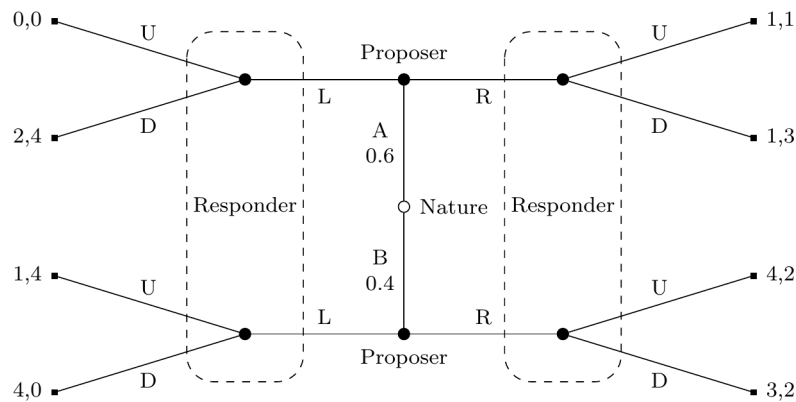 0,0
U
D
2,4
Proposer
L
R
U
1,1
D
1,3
A
0.6
Responder
Nature
Responder
B
0.4
1,4
U
D
4,0
L
R
Proposer
U
4,2
D
3,2